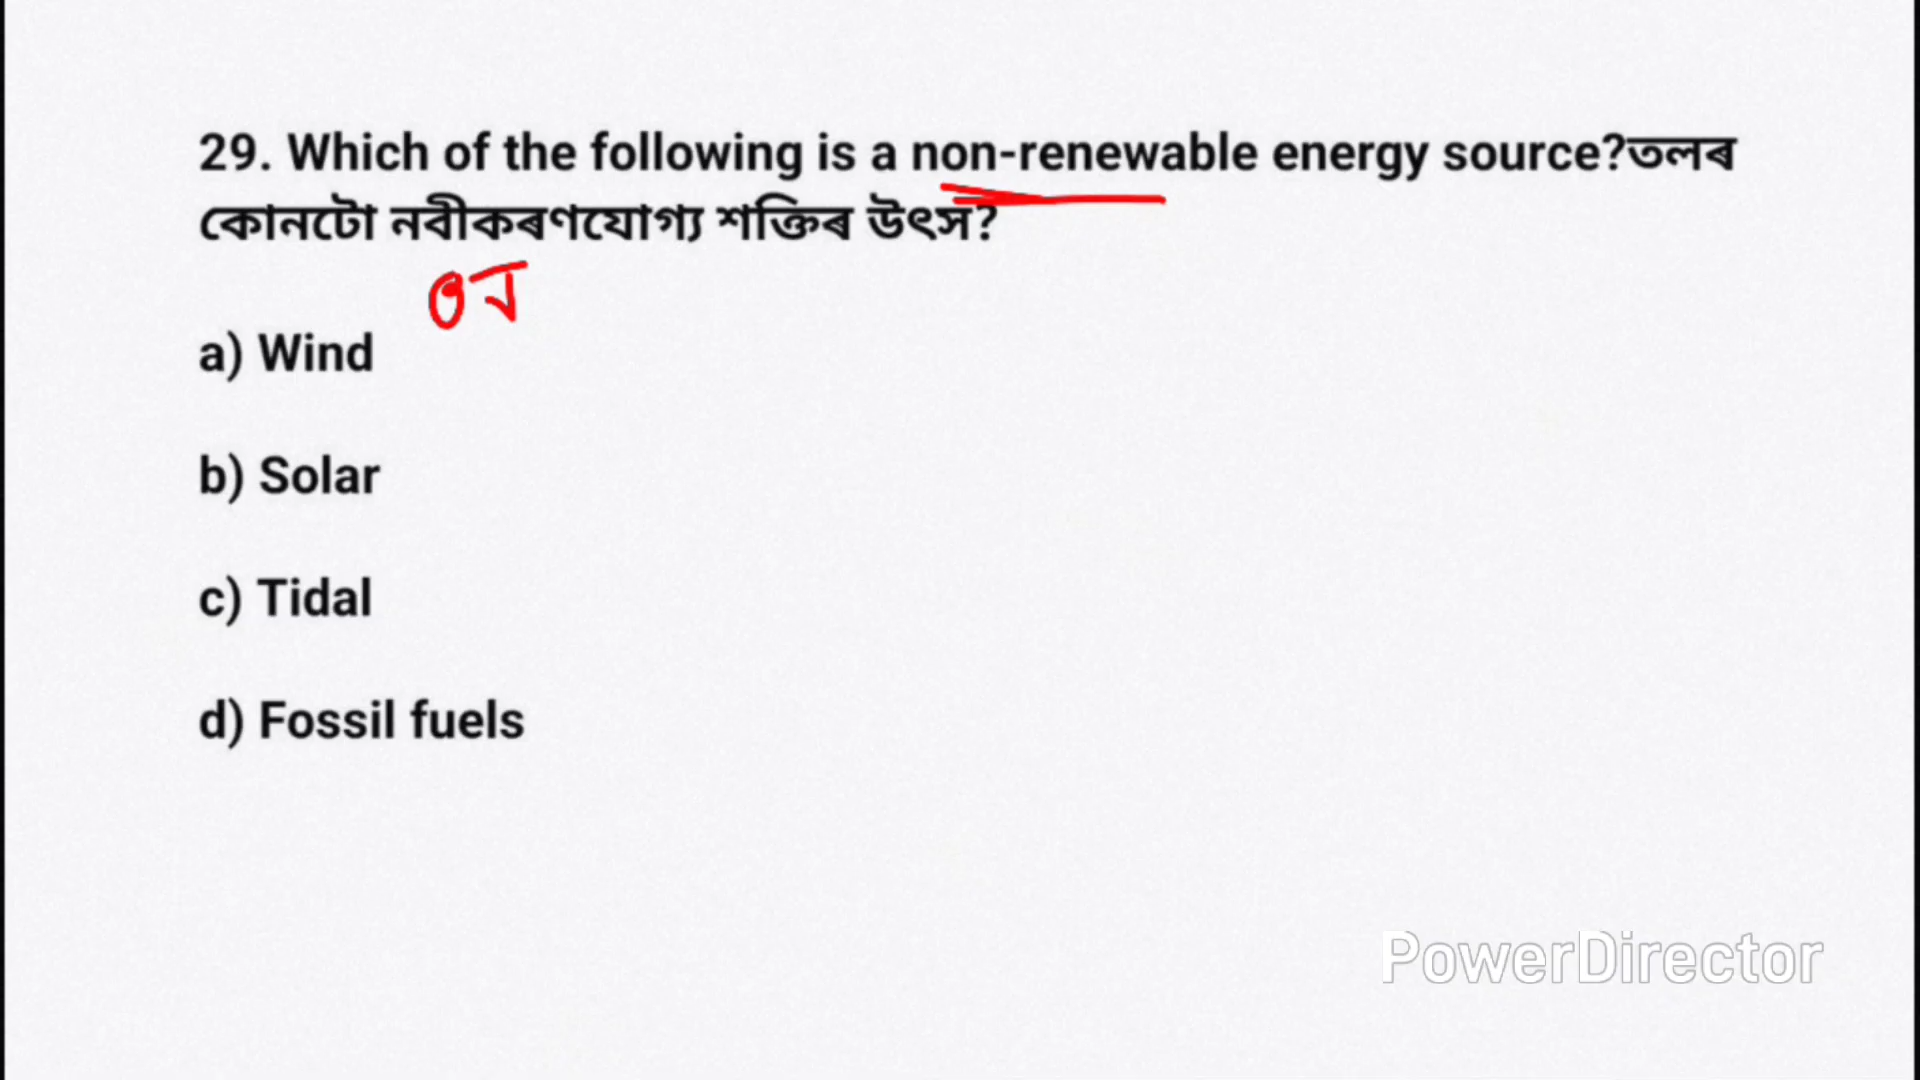 29. Which of the following is a non-renewable energy source?তলৰ
কোনটো নবীকৰণযোগ্য শক্তিৰ উৎস?
a) Wind
b) Solar
c) Tidal
d) Fossil fuels
PowerDirector